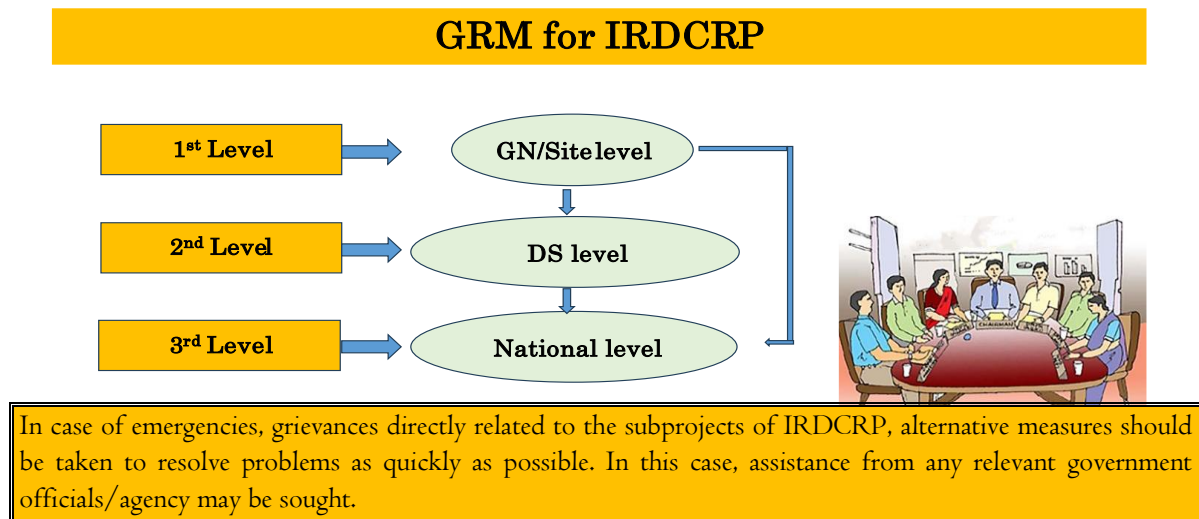 GRM for IRDCRP
1st Level
GN/Site level
2nd Level
DS level
3rd Level
National level
CHAIRMAN
In case of emergencies, grievances directly related to the subprojects of IRDCRP, alternative measures should
be taken to resolve problems as quickly as possible. In this case, assistance from any relevant government
officials/agency may be sought.